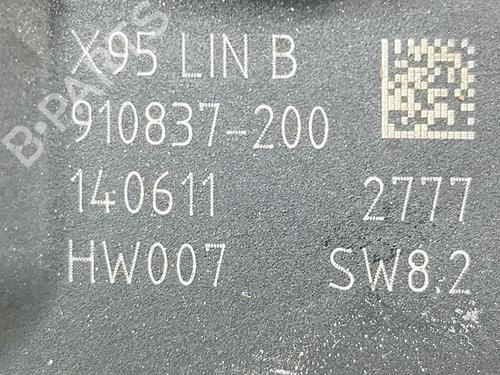 X95 LIN B
910837-200
140611 2777
HW007 SW8.2
B-PARTS